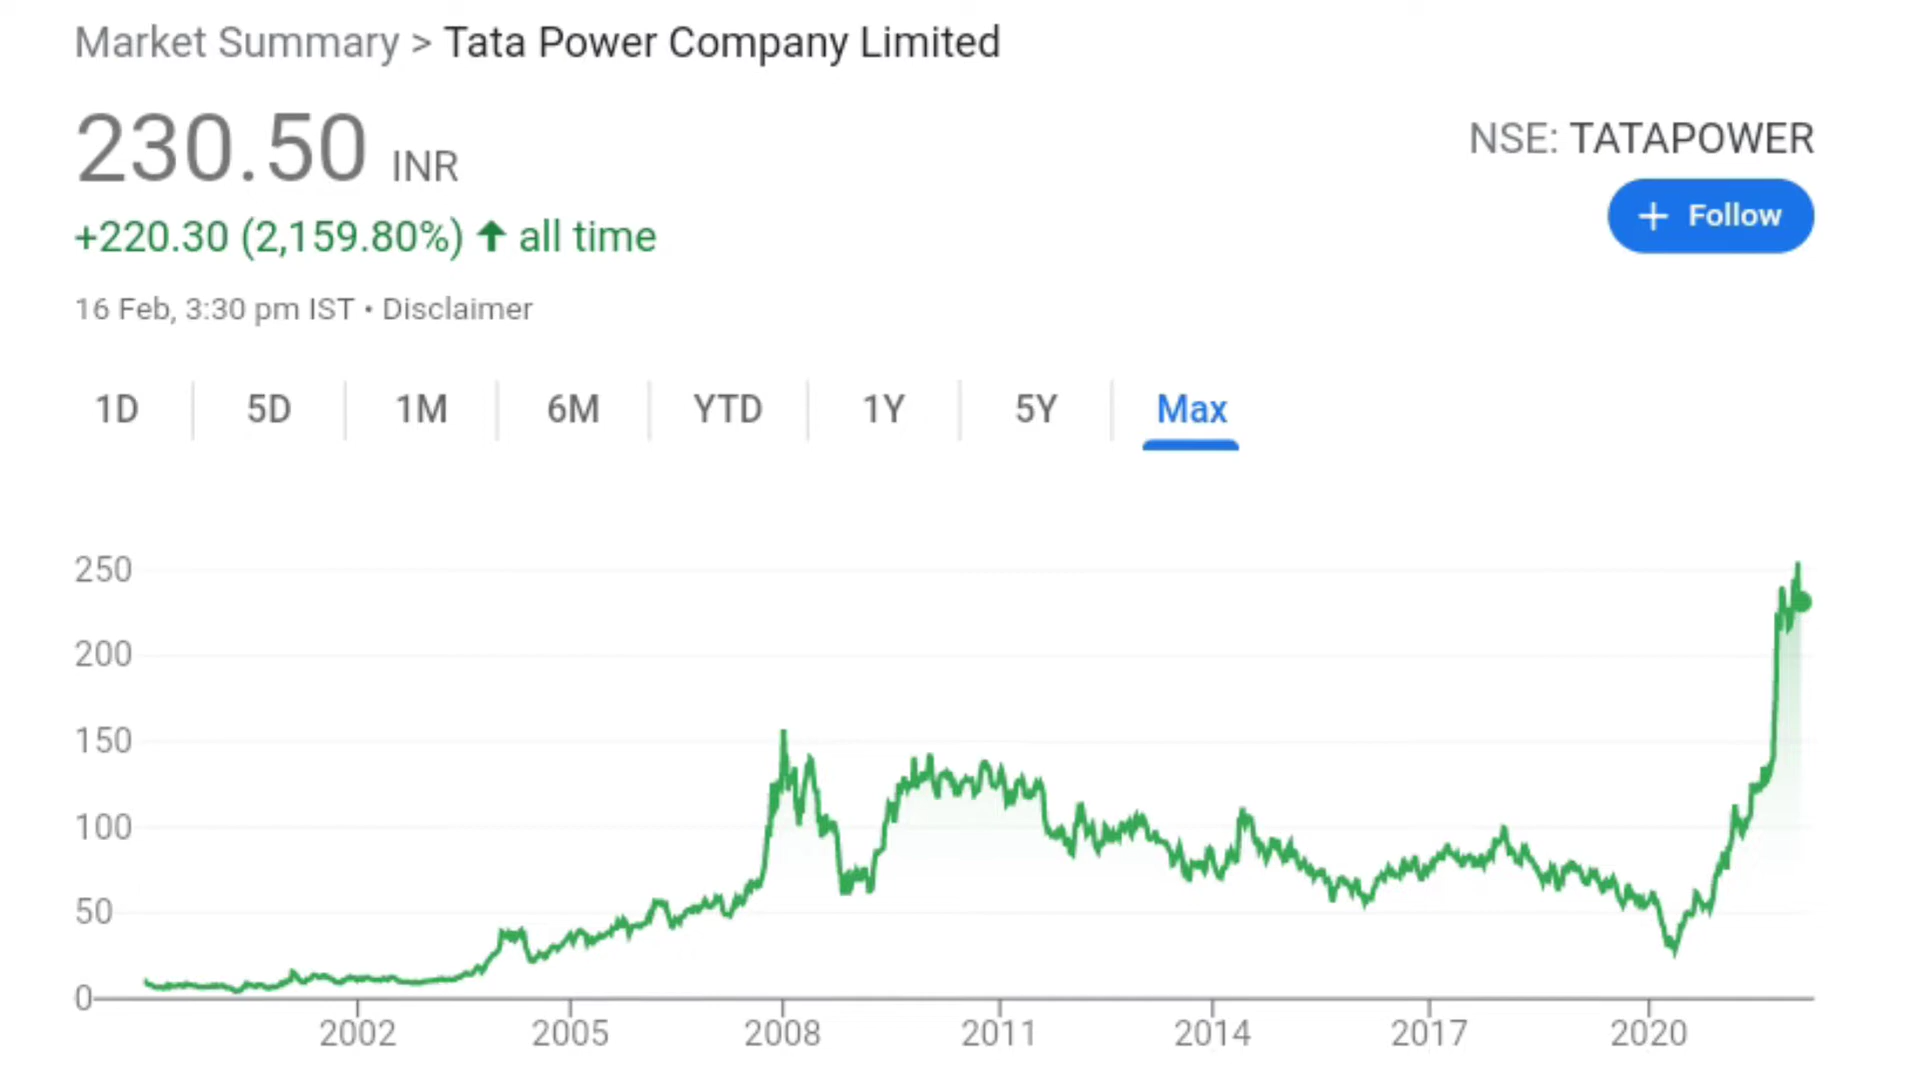 Market Summary > Tata Power Company Limited
230.50 INR
NSE: TATAPOWER
+ Follow
+220.30 (2,159.80%) ↑ all time
16 Feb, 3:30 pm IST • Disclaimer
1D 5D 1M 6M YTD 1Y 5Y Max
250
200
150
100
50
0
2002 2005 2008 2011 2014 2017 2020